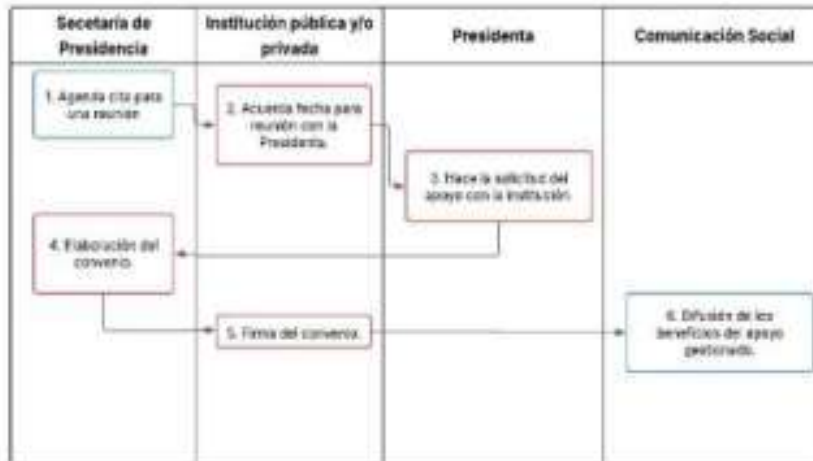 Secretaría de
Presidencia
Institución pública y/o
privada
Presidenta
Comunicación Social
1. Agenda cita para
una reunión
2. Acuerda fecha para
reunión con la
Presidenta.
3. Hace la solicitud del
apoyo con la institución.
4. Elaboración del
convenio.
5. Firma del convenio.
6. Difusión de los
beneficios del apoyo
gestionado.